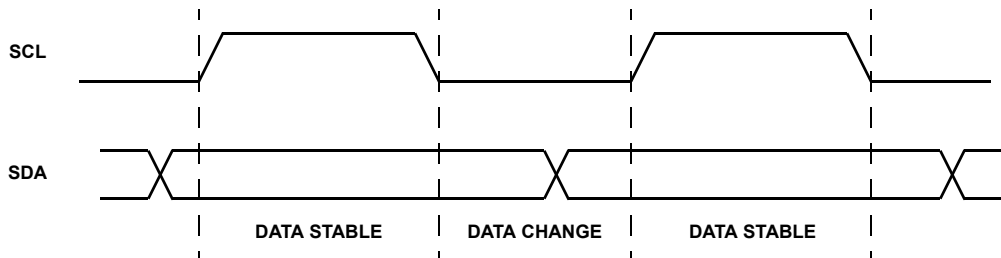 SCL
SDA
DATA STABLE
DATA CHANGE
DATA STABLE